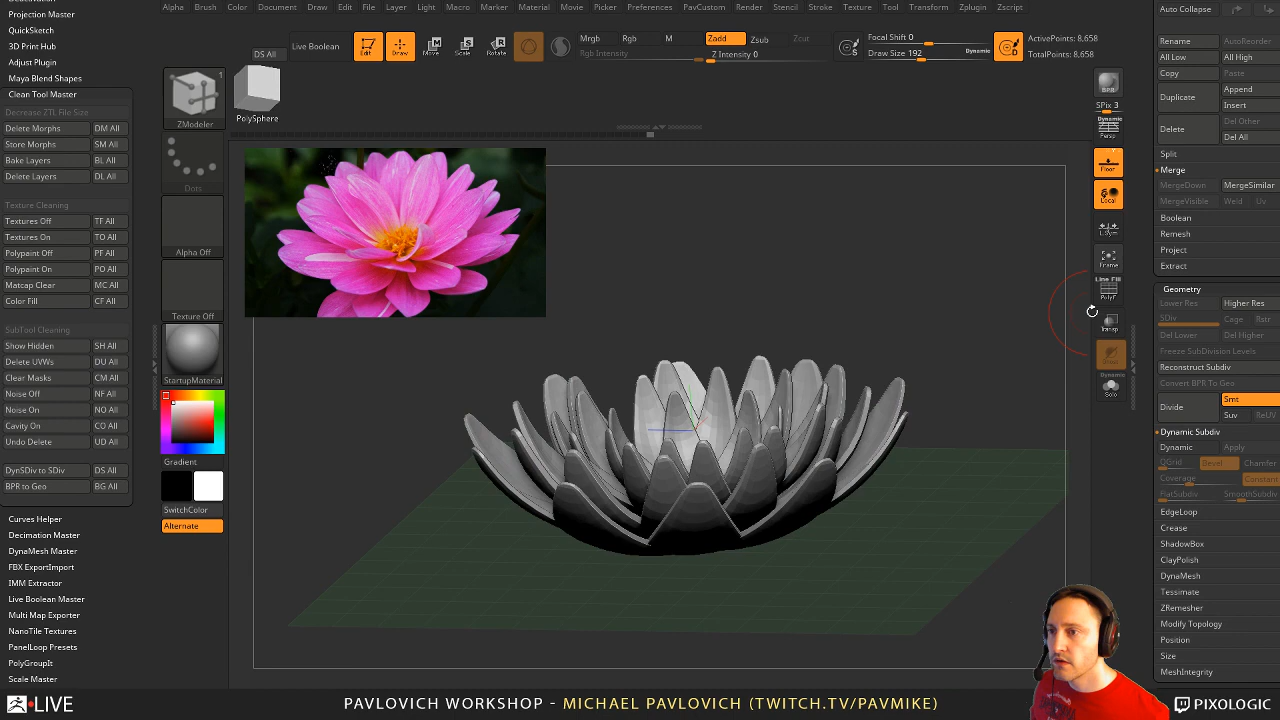 Alpha Brush Color Document Draw Edit File Layer Light Macro Marker Material Movie Picker Preferences PavCustom Render Stencil Stroke Texture Tool Transform Zplugin Zscript
Projection Master
QuickSketch
3D Print Hub
Adjust Plugin
Maya Blend Shapes
Clean Tool Master
Decrease ZTL File Size
Delete Morphs DM All
Store Morphs SM All
Bake Layers BL All
Delete Layers DL All
Texture Cleaning
Textures Off TF All
Textures On TO All
Polypaint Off PF All
Polypaint On PO All
Matcap Clear MC All
Color Fill CF All
SubTool Cleaning
Show Hidden SH All
Delete UVWs DU All
Clear Masks CM All
Noise Off NF All
Noise On NO All
Cavity On CO All
Undo Delete UD All
DynSDiv to SDiv DS All
BPR to Geo BG All
Curves Helper
Decimation Master
DynaMesh Master
FBX ExportImport
IMM Extractor
Live Boolean Master
Multi Map Exporter
NanoTile Textures
PanelLoop Presets
PolyGroupIt
Scale Master
DS All
Live Boolean
Edit
Draw
Move
Scale
Rotate
Mrgb Rgb M
Rgb Intensity
Zadd Zsub Zcut
Z Intensity 0
Focal Shift 0
Draw Size 192 Dynamic
ActivePoints: 8,658
TotalPoints: 8,658
1
ZModeler
PolySphere
Dots
Alpha Off
Texture Off
StartupMaterial
Gradient
SwitchColor
Alternate
BPR
SPix 3
Dynamic
Persp
Floor
Local
L.Sym
Frame
Line Fill
PolyF
Transp
Dynamic
Solo
Auto Collapse
Rename AutoReorder
All Low All High
Copy Paste
Duplicate
Append
Insert
Delete
Del Other
Del All
Split
Merge
MergeDown MergeSimilar
MergeVisible Weld Uv
Boolean
Remesh
Project
Extract
Geometry
Lower Res Higher Res
SDiv Cage Rstr
Del Lower Del Higher
Freeze SubDivision Levels
Reconstruct Subdiv
Convert BPR To Geo
Divide
Smt
Suv ReUV
Dynamic Subdiv
Dynamic Apply
QGrid Bevel Chamfer
Coverage Constant
FlatSubdiv SmoothSubdiv
EdgeLoop
Crease
ShadowBox
ClayPolish
DynaMesh
Tessimate
ZRemesher
Modify Topology
Position
Size
MeshIntegrity
LIVE
PAVLOVICH WORKSHOP - MICHAEL PAVLOVICH (TWITCH.TV/PAVMIKE)
PIXOLOGIC